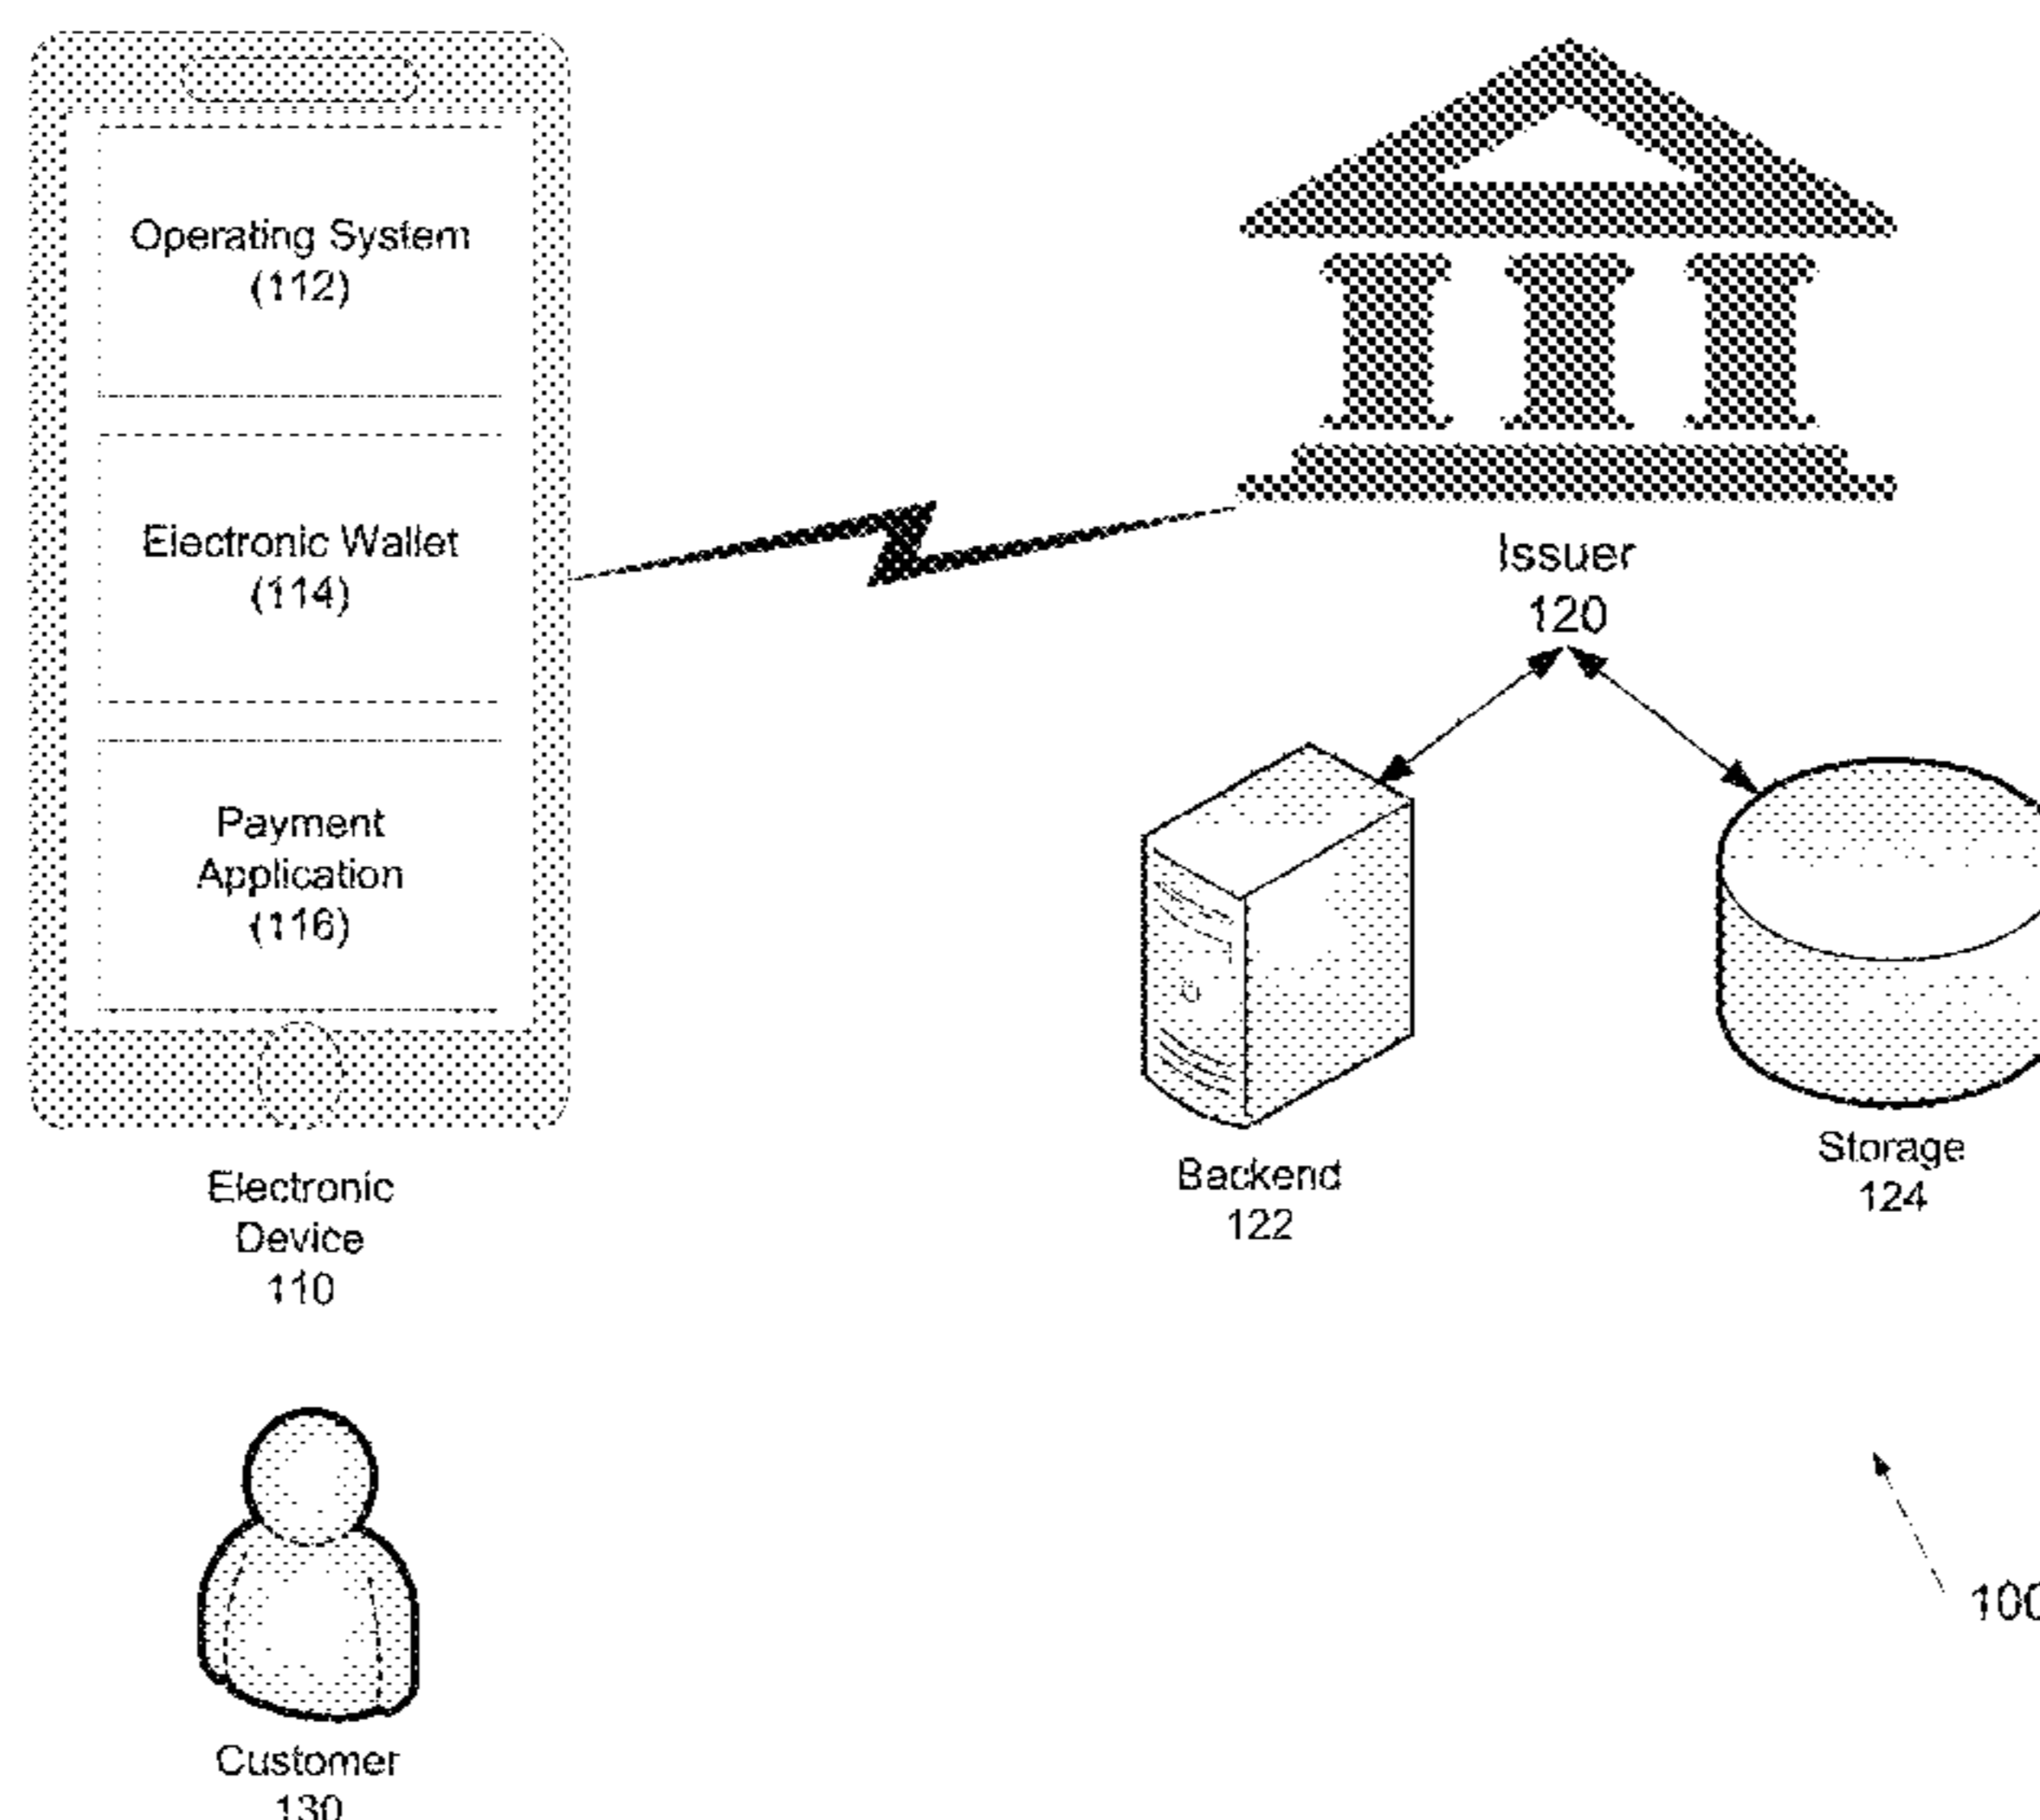 Operating System
(112)
Electronic Wallet
(114)
Payment
Application
(116)
Electronic
Device
110
Customer
130
Issuer
120
Backend
122
Storage
124
100